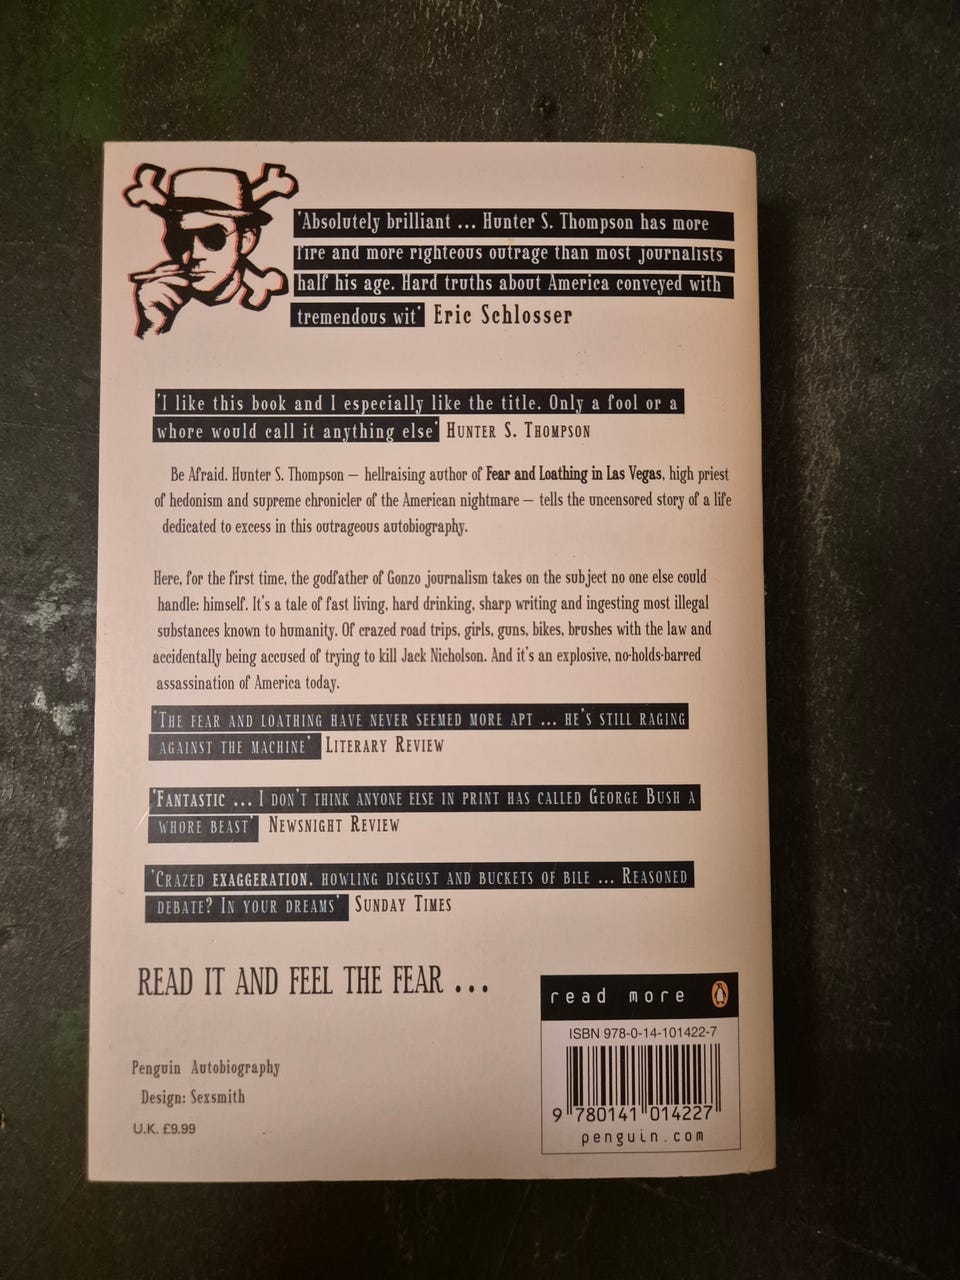 'Absolutely brilliant ... Hunter S. Thompson has more
fire and more righteous outrage than most journalists
half his age. Hard truths about America conveyed with
tremendous wit' Eric Schlosser
'I like this book and I especially like the title. Only a fool or a
whore would call it anything else' Hunter S. Thompson
Be Afraid. Hunter S. Thompson – hellraising author of Fear and Loathing in Las Vegas, high priest
of hedonism and supreme chronicler of the American nightmare – tells the uncensored story of a life
dedicated to excess in this outrageous autobiography.
Here, for the first time, the godfather of Gonzo journalism takes on the subject no one else could
handle: himself. It's a tale of fast living, hard drinking, sharp writing and ingesting most illegal
substances known to humanity. Of crazed road trips, girls, guns, bikes, brushes with the law and
accidentally being accused of trying to kill Jack Nicholson. And it's an explosive, no-holds-barred
assassination of America today.
'The fear and loathing have never seemed more apt ... he's still raging
against the machine' Literary Review
'Fantastic ... I don't think anyone else in print has called George Bush a
whore beast' Newsnight Review
'Crazed exaggeration, howling disgust and buckets of bile ... Reasoned
debate? In your dreams' Sunday Times
READ IT AND FEEL THE FEAR ...
read more
ISBN 978-0-14-101422-7
9 780141 014227
penguin.com
Penguin Autobiography
Design: Sexsmith
U.K. £9.99